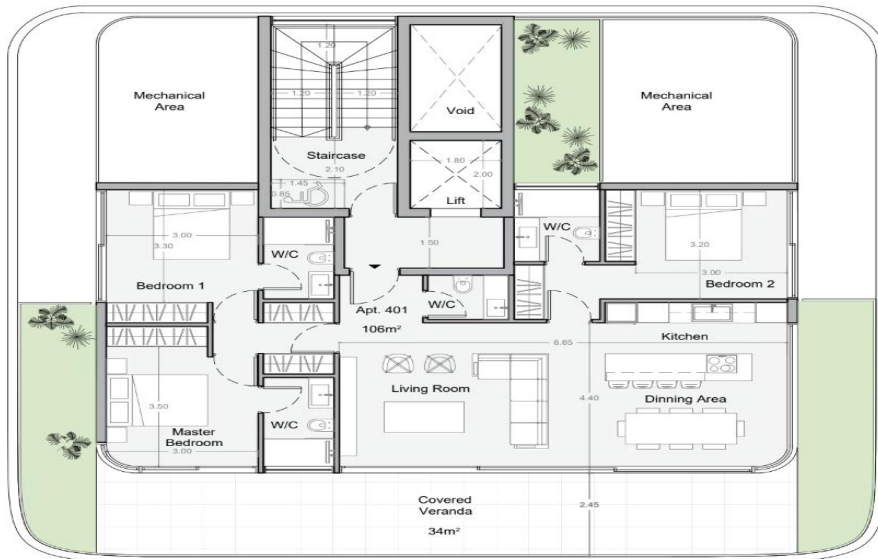 1.20
1.20
1.20
Mechanical
Area
Void
Mechanical
Area
Staircase
2.10
1.45
0.85
1.80
2.00
Lift
3.00
3.30
W/C
1.50
W/C
3.20
3.00
Bedroom 1
Bedroom 2
W/C
Apt. 401
106m²
Kitchen
6.85
Living Room
4.40
Dinning Area
3.50
W/C
Master
Bedroom
3.00
Covered
Veranda
2.45
34m²